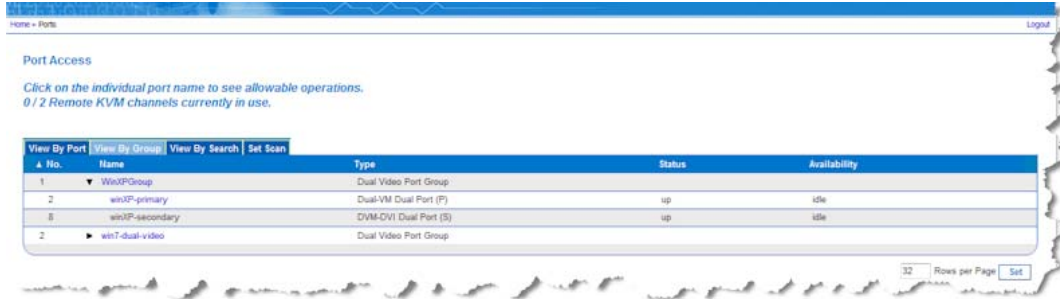 Home » Ports Logout
Port Access
Click on the individual port name to see allowable operations.
0 / 2 Remote KVM channels currently in use.
View By Port View By Group View By Search Set Scan
▲ No. Name Type Status Availability
1 ▼ WinXPGroup Dual Video Port Group
2 winXP-primary Dual-VM Dual Port (P) up idle
8 winXP-secondary DVM-DVI Dual Port (S) up idle
2 ► win7-dual-video Dual Video Port Group
32 Rows per Page Set